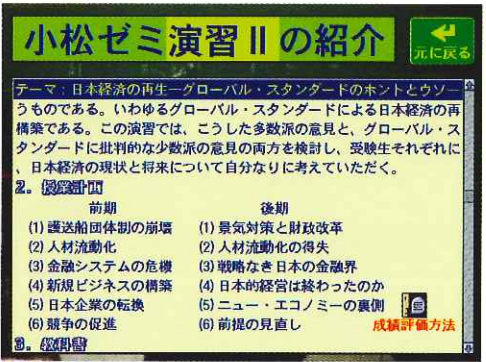 小松ゼミ演習Ⅱの紹介
元に戻る
テーマ：日本経済の再生ーグローバル・スタンダードのホントとウソー
うものである。いわゆるグローバル・スタンダードによる日本経済の再
構築である。この演習では、こうした多数派の意見と、グローバル・ス
タンダードに批判的な少数派の意見の両方を検討し、受験生それぞれに
、日本経済の現状と将来について自分なりに考えていただく。
2．授業計画
前期 後期
(1) 護送船団体制の崩壊 (1) 景気対策と財政改革
(2) 人材流動化 (2) 人材流動化の得失
(3) 金融システムの危機 (3) 戦略なき日本の金融界
(4) 新規ビジネスの構築 (4) 日本的経営は終わったのか
(5) 日本企業の転換 (5) ニュー・エコノミーの裏側
(6) 競争の促進 (6) 前提の見直し
成績評価方法
3．教科書